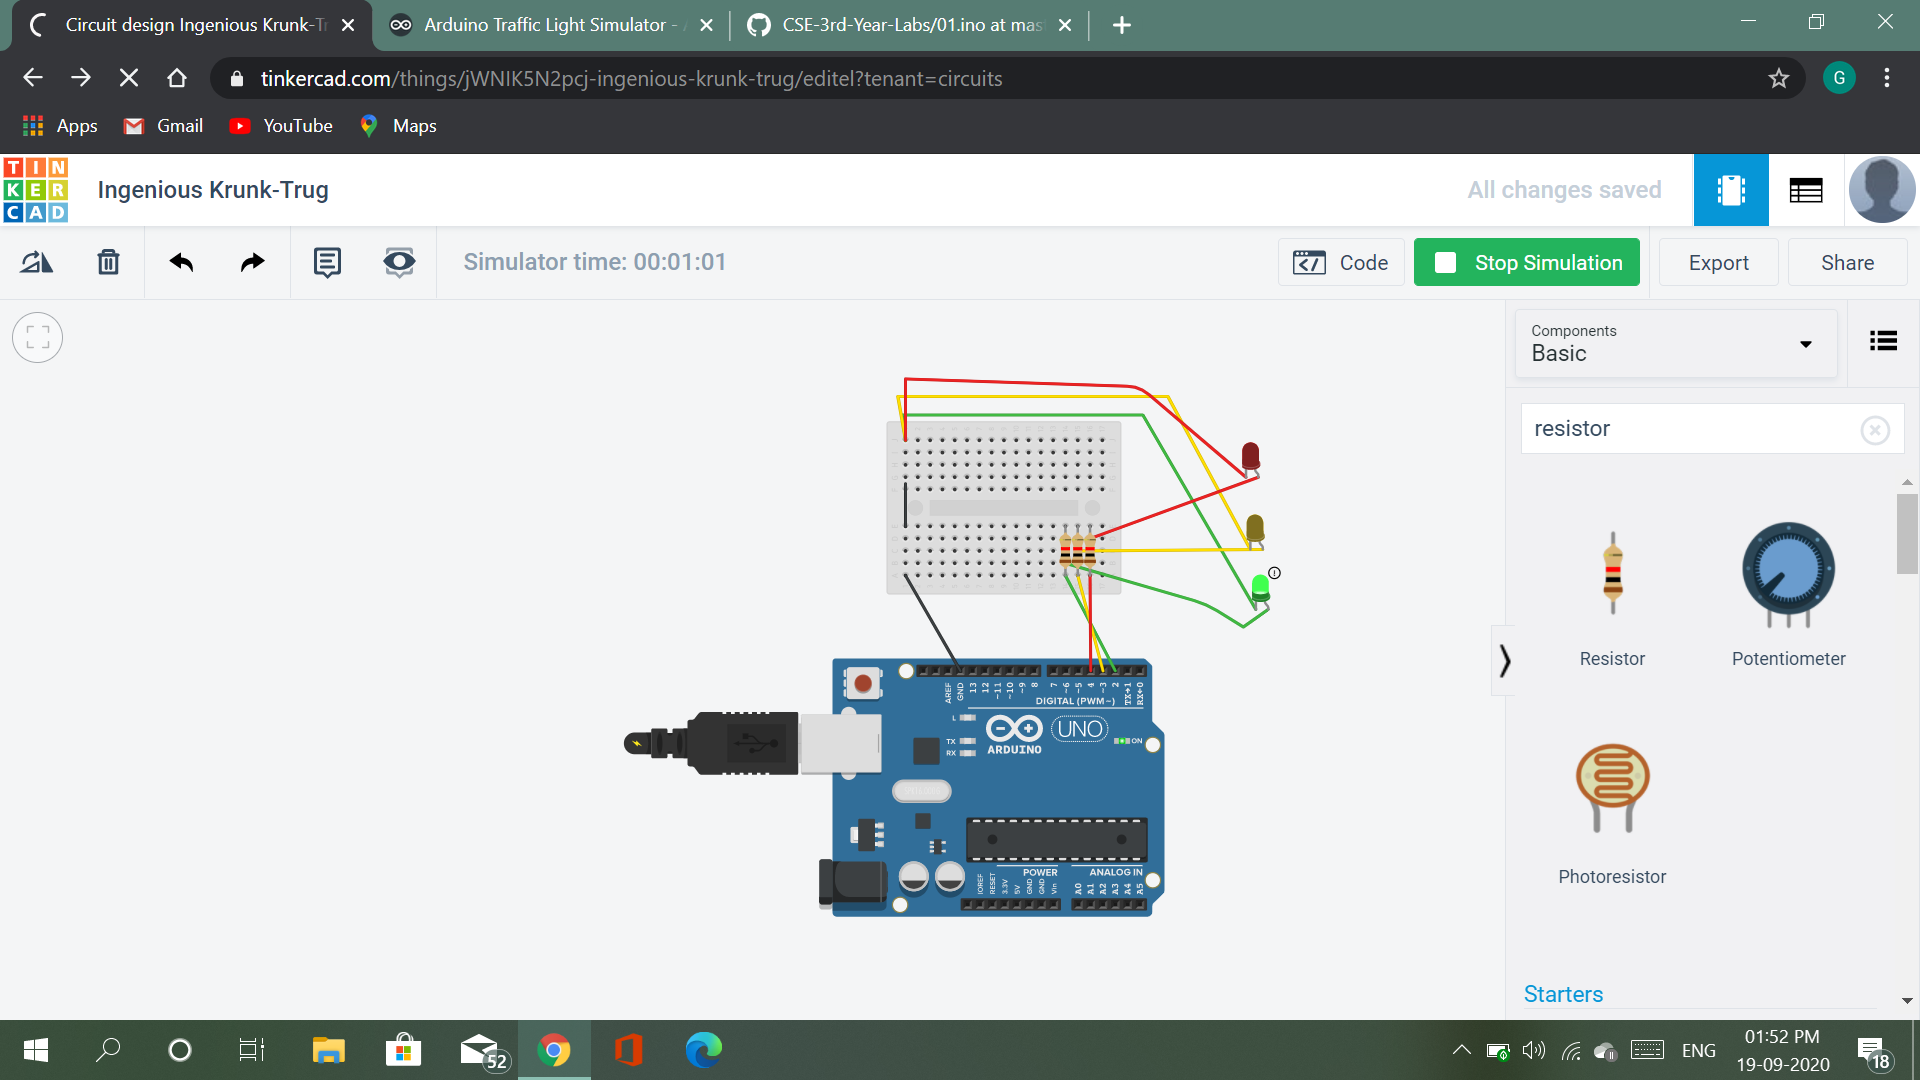 Circuit design Ingenious Krunk-Tr
Arduino Traffic Light Simulator -
CSE-3rd-Year-Labs/01.ino at mas
tinkercad.com/things/jWNIK5N2pcj-ingenious-krunk-trug/editel?tenant=circuits
G
Apps
Gmail
YouTube
Maps
TIN
KER
CAD
Ingenious Krunk-Trug
All changes saved
Simulator time: 00:01:01
Code
Stop Simulation
Export
Share
Components
Basic
resistor
Resistor
Potentiometer
Photoresistor
Starters
AREF
GND
13
12
~11
~10
~9
8
7
~6
~5
4
~3
2
TX→1
RX←0
DIGITAL (PWM~)
L
TX
RX
ARDUINO
UNO
ON
POWER
ANALOG IN
IOREF
RESET
3.3V
5V
GND
GND
Vin
A0
A1
A2
A3
A4
A5
52
ENG
01:52 PM
19-09-2020
18